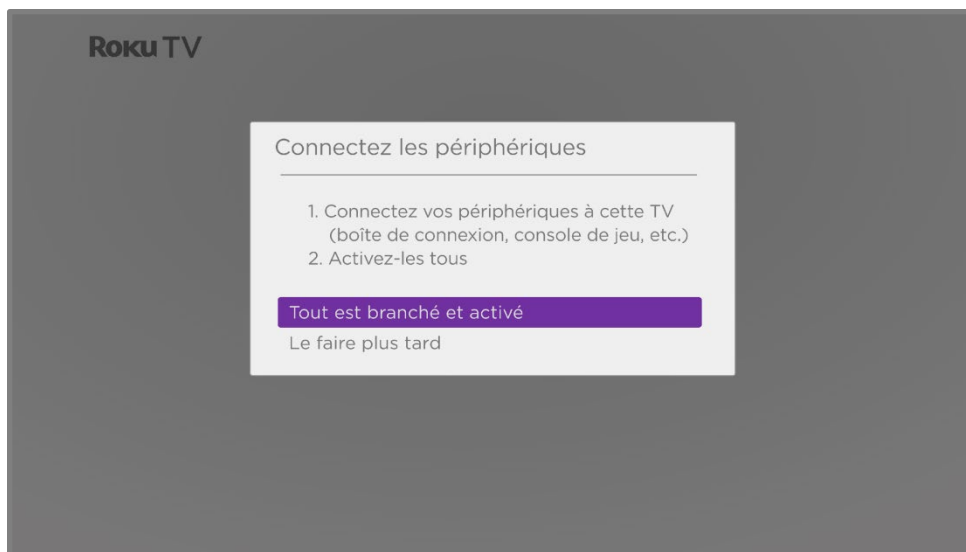 Roku TV
Connectez les périphériques
1. Connectez vos périphériques à cette TV
(boîte de connexion, console de jeu, etc.)
2. Activez-les tous
Tout est branché et activé
Le faire plus tard